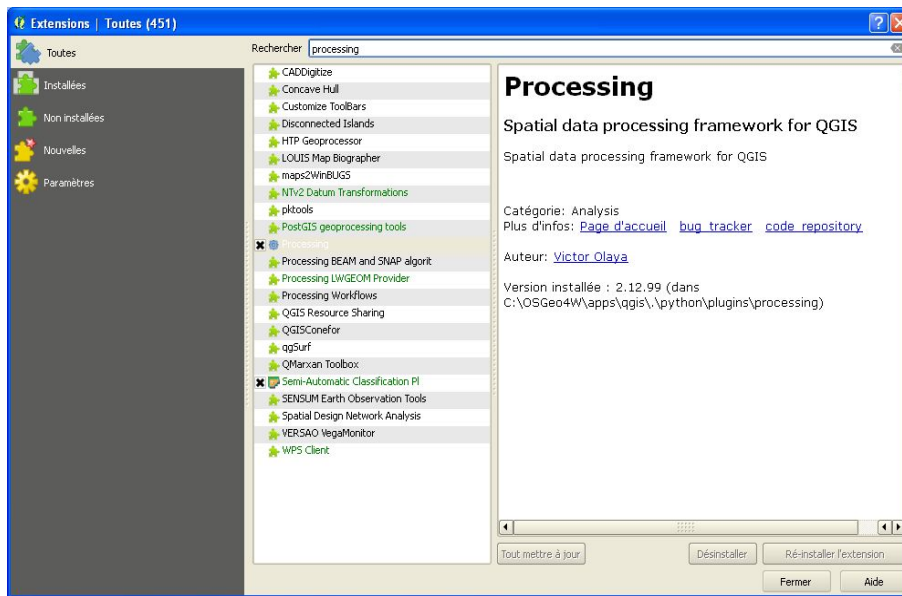 Extensions | Toutes (451)
Toutes
Installées
Non installées
Nouvelles
Paramètres
Rechercher processing
CADDigitize
Concave Hull
Customize ToolBars
Disconnected Islands
HTP Geoprocessor
LOUIS Map Biographer
maps2WinBUGS
NTv2 Datum Transformations
pktools
PostGIS geoprocessing tools
Processing
Processing BEAM and SNAP algorit
Processing LWGEOM Provider
Processing Workflows
QGIS Resource Sharing
QGISConefor
qgSurf
QMarxan Toolbox
Semi-Automatic Classification Pl
SENSUM Earth Observation Tools
Spatial Design Network Analysis
VERSAO VegaMonitor
WPS Client
Processing
Spatial data processing framework for QGIS
Spatial data processing framework for QGIS
Catégorie: Analysis
Plus d'infos: Page d'accueil bug tracker code repository
Auteur: Victor Olaya
Version installée : 2.12.99 (dans
C:\OSGeo4W\apps\qgis\.\python\plugins\processing)
Tout mettre à jour
Désinstaller
Ré-installer l'extension
Fermer
Aide